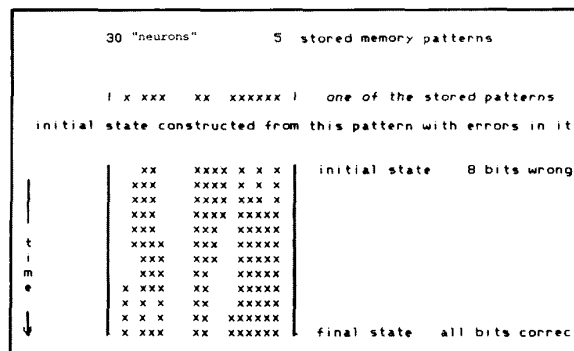 30 "neurons" 5 stored memory patterns
| x xxx xx xxxxxx | one of the stored patterns
initial state constructed from this pattern with errors in it
xx xxxx x x x initial state 8 bits wrong
xxx xxxx x x x
xxx xxxx xxx x
xxx xxxx xxxxx
xxx xxx xxxxx
xxxx xxx xxxxx
xxx xxx xxxxx
xxx xx xxxxx
x xxx xx xxxxx
x x x xx xxxxx
x x x xx xxxxxx
x xxx xx xxxxxx final state all bits correc
time